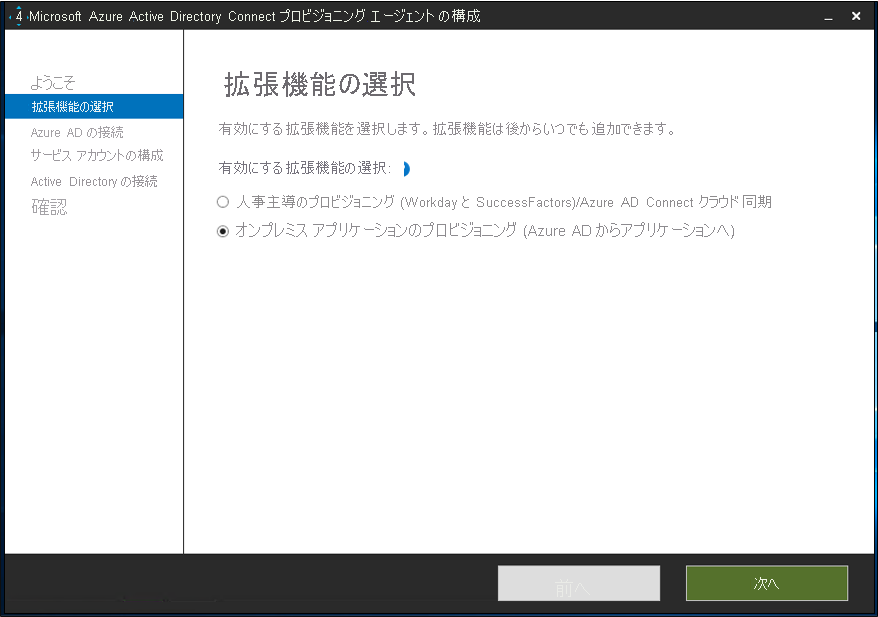 Microsoft Azure Active Directory Connect プロビジョニング エージェントの構成
ようこそ
拡張機能の選択
Azure AD の接続
サービス アカウントの構成
Active Directory の接続
確認
拡張機能の選択
有効にする拡張機能を選択します。拡張機能は後からいつでも追加できます。
有効にする拡張機能の選択:
人事主導のプロビジョニング (Workday と SuccessFactors)/Azure AD Connect クラウド同期
オンプレミス アプリケーションのプロビジョニング (Azure AD からアプリケーションへ)
前へ
次へ